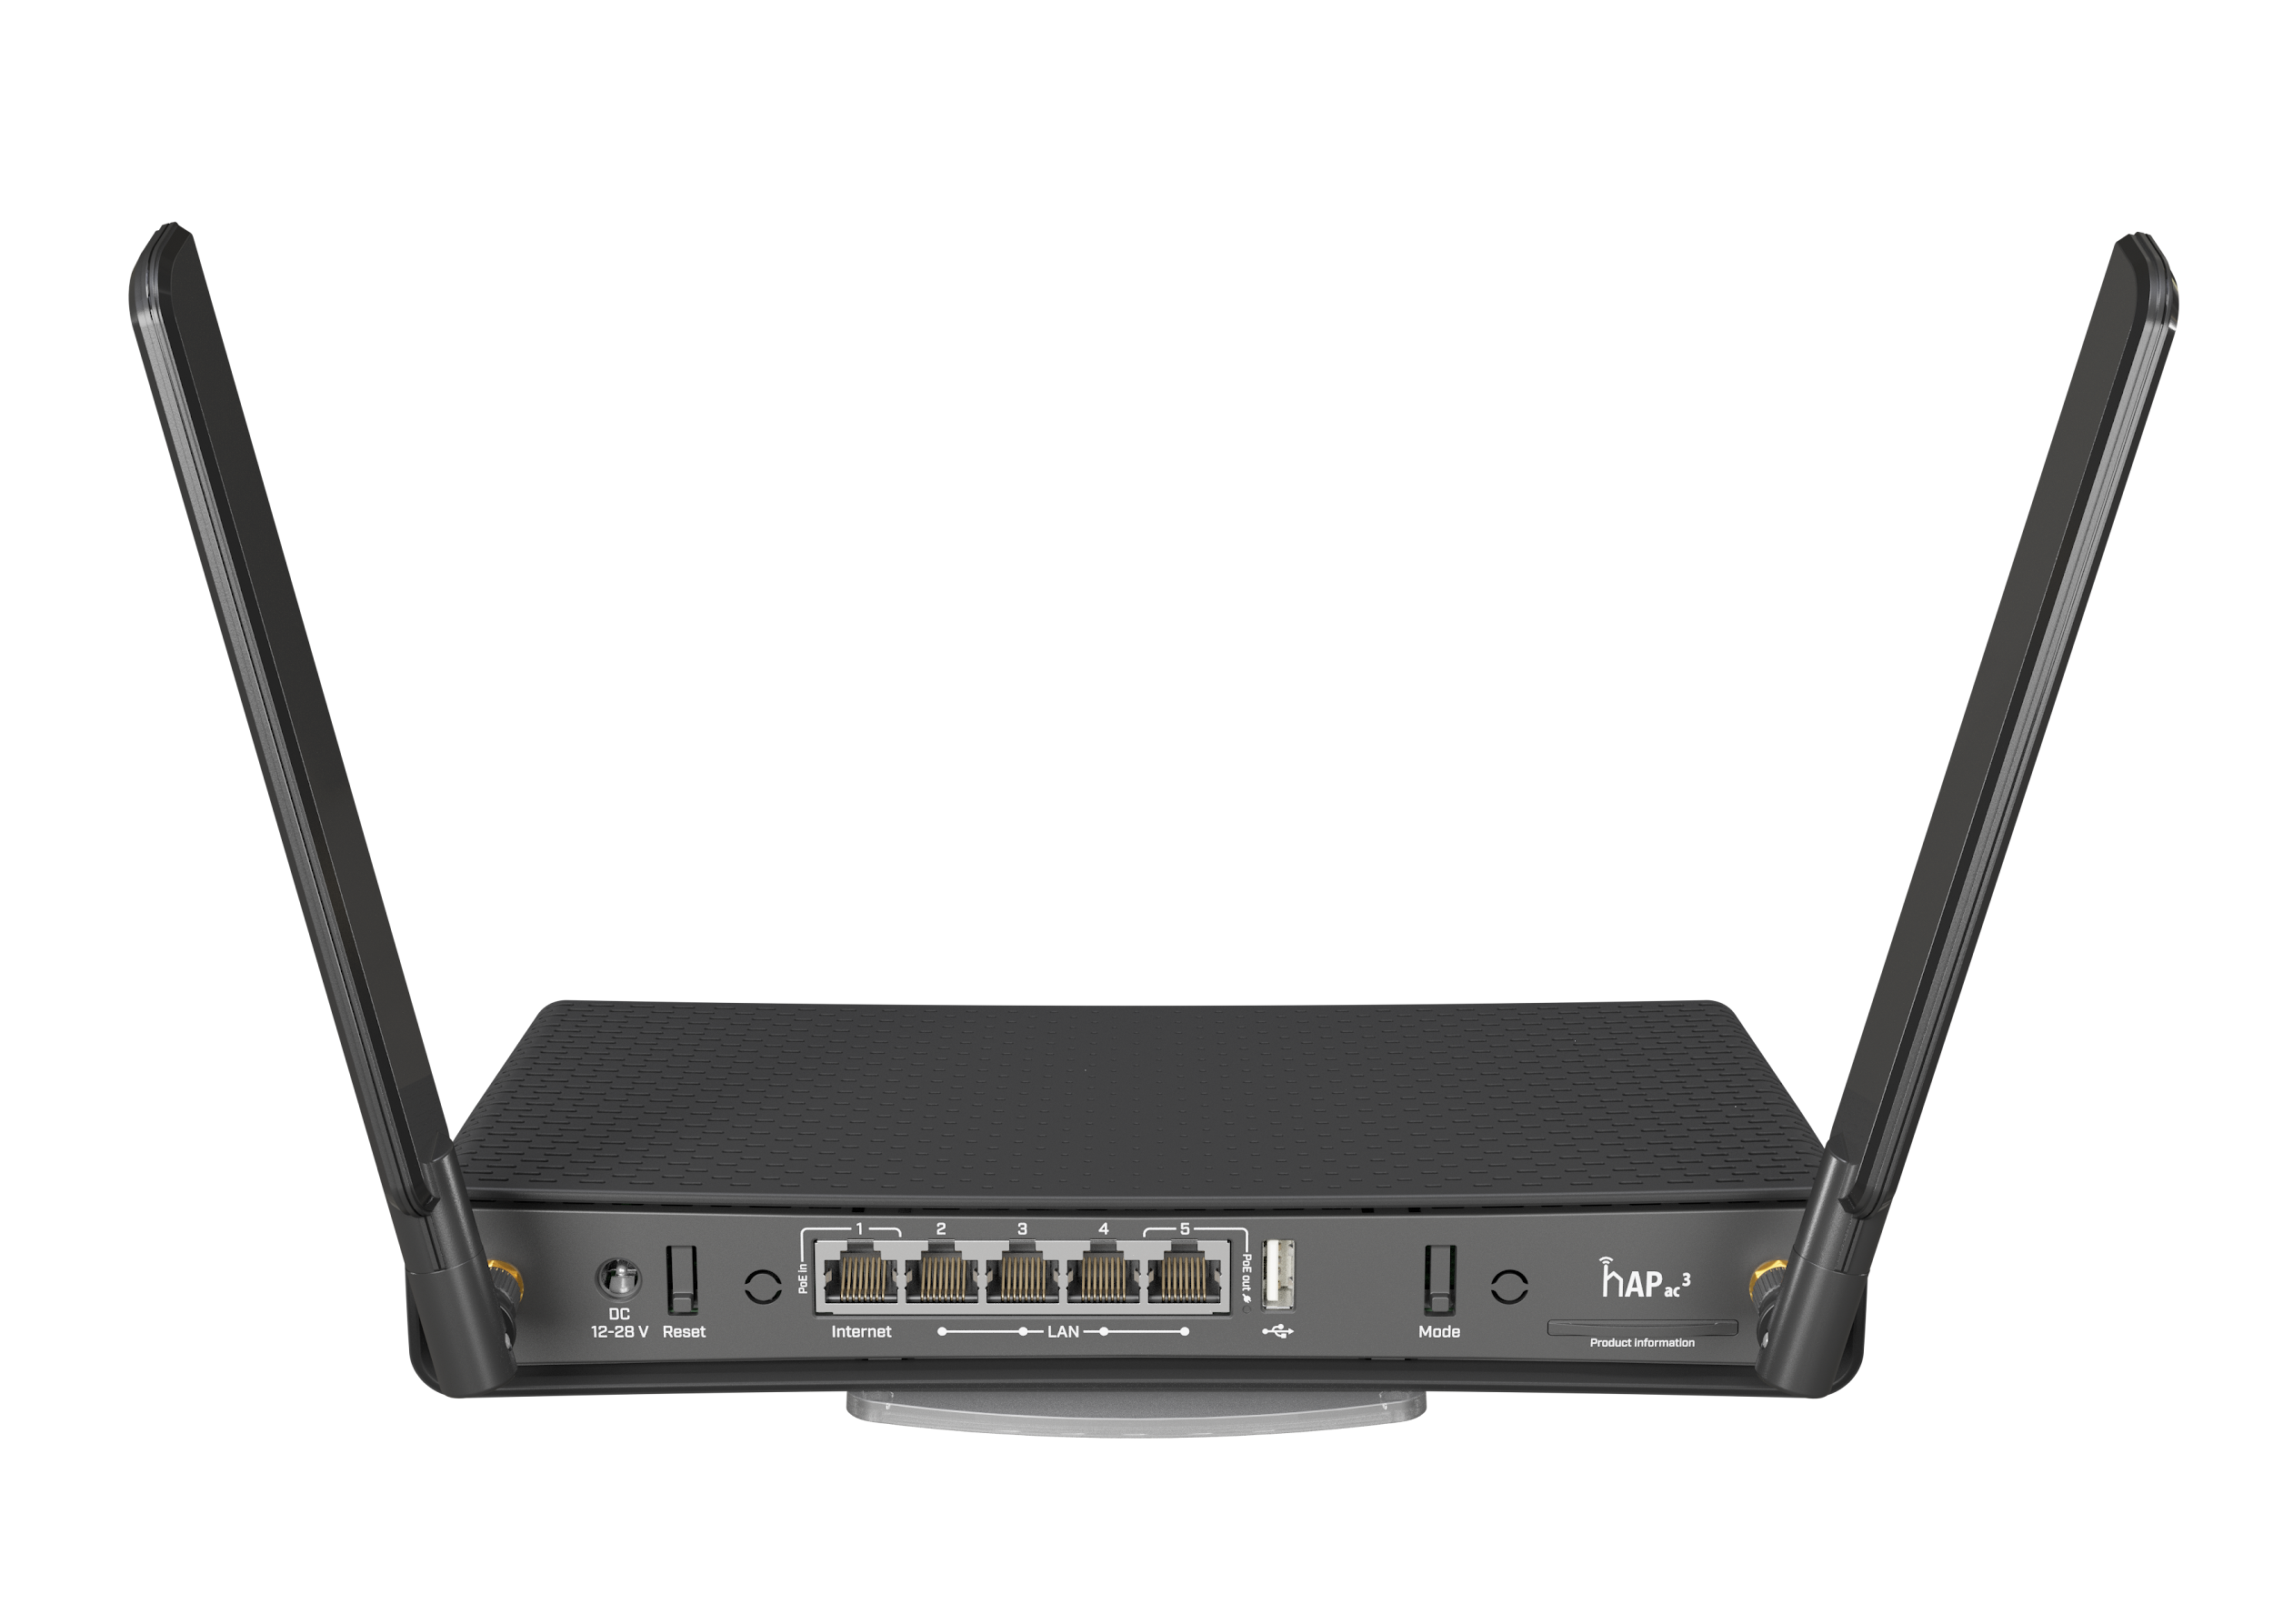 1 2 3 4 5
PoE in
PoE out
DC
12-28 V
Reset
Internet
LAN
Mode
hAP ac³
Product information